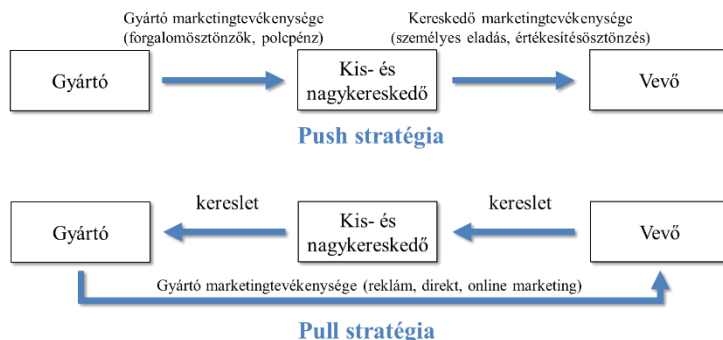 Gyártó marketingtevékenysége
(forgalomösztönzők, polcpénz)
Kereskedő marketingtevékenysége
(személyes eladás, értékesítésösztönzés)
Gyártó
Kis- és
nagykereskedő
Vevő
Push stratégia
kereslet
kereslet
Gyártó
Kis- és
nagykereskedő
Vevő
Gyártó marketingtevékenysége (reklám, direkt, online marketing)
Pull stratégia